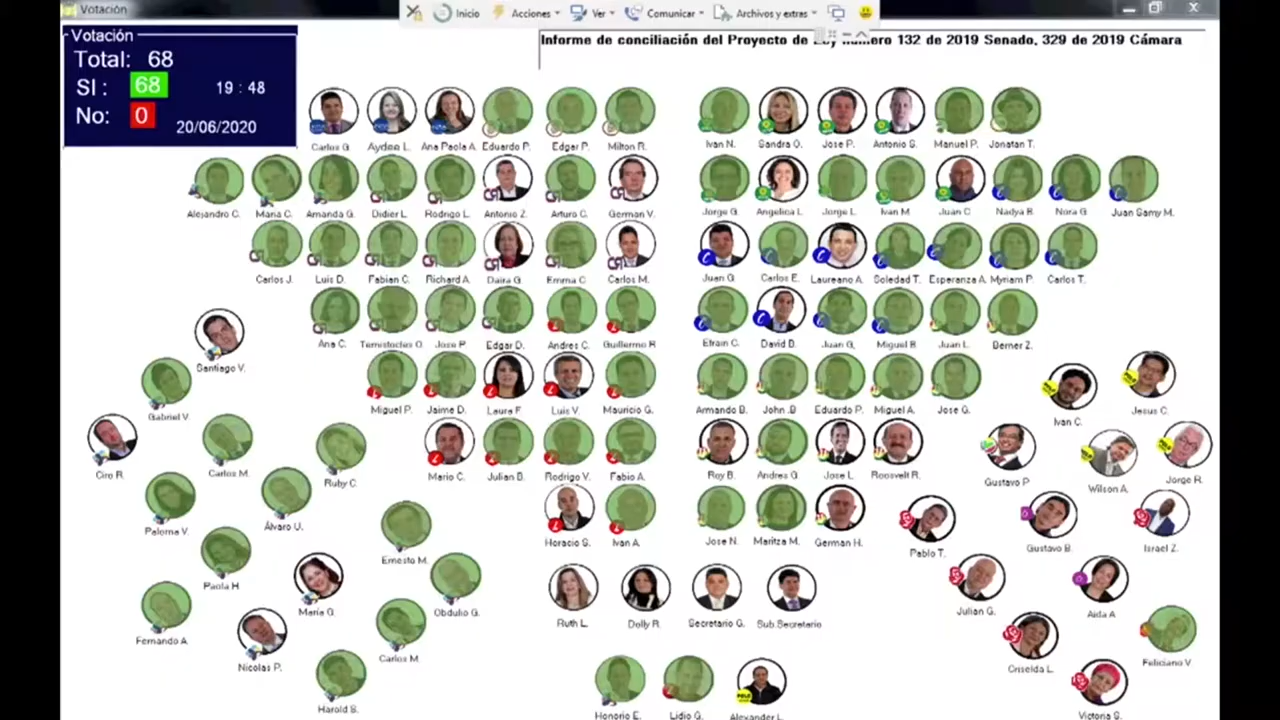 Votación
Inicio Acciones Ver Comunicar Archivos y extras
Votación
Total: 68
SI : 68
No: 0
19 : 48
20/06/2020
Informe de conciliación del Proyecto de Ley número 132 de 2019 Senado, 329 de 2019 Cámara
Carlos G Aydee L. Ana Paola A. Eduardo P. Edgar P. Milton R. Ivan N. Sandra O. Jose P. Antonio S. Manuel P. Jonatan T.
Alejandro C. Maria C. Amanda G. Didier L. Rodrigo L. Antonio Z. Arturo C. German V. Jorge G. Angelica L. Jorge L. Ivan M. Juan C Nadya B. Nora G. Juan Samy M.
Carlos J. Luis D. Fabian C. Richard A. Daira G. Emma C. Carlos M. Juan G. Carlos E. Laureano A. Soledad T. Esperanza A. Myriam P. Carlos T.
Ana C. Temistocles O. Jose P Edgar D. Andres C. Guillermo R Efrain C. David B. Juan G. Miguel B Juan L. Berner Z.
Santiago V.
Miguel P. Jaime D. Laura F. Luis V. Mauricio G. Armando B. John .B Eduardo P. Miguel A. Jose G. Ivan C. Jesus C.
Gabriel V.
Ciro R. Carlos M. Ruby C. Mario C. Julian B. Rodrigo V. Fabio A. Roy B. Andres G. Jose L. Roosvelt R. Gustavo P Wilson A. Jorge R.
Paloma V. Álvaro U. Ernesto M. Horacio S. Ivan A. Jose N. Maritza M. German H. Pablo T. Gustavo B. Israel Z.
Paola H María G. Obdulio G. Ruth L. Dolly R. Secretario G. Sub.Secretario Julian G. Aida A
Fernando A. Nicolas P. Carlos M. Criselda L. Feliciano V
Harold S. Honorio E. Lidio G. Alexander L. Victoria S.